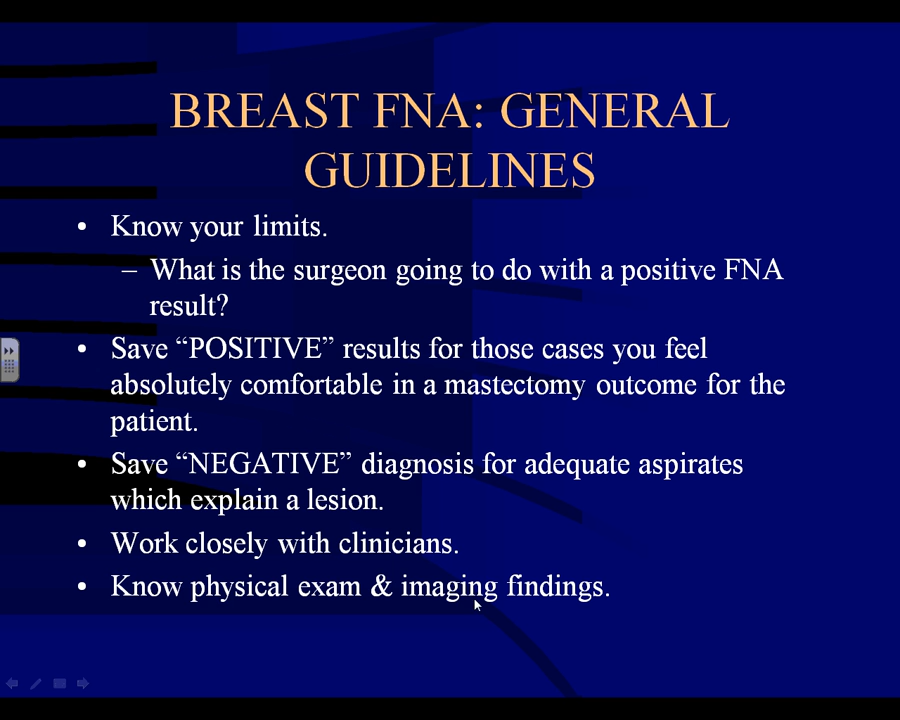 BREAST FNA: GENERAL
GUIDELINES
• Know your limits.
– What is the surgeon going to do with a positive FNA
result?
• Save “POSITIVE” results for those cases you feel
absolutely comfortable in a mastectomy outcome for the
patient.
• Save “NEGATIVE” diagnosis for adequate aspirates
which explain a lesion.
• Work closely with clinicians.
• Know physical exam & imaging findings.